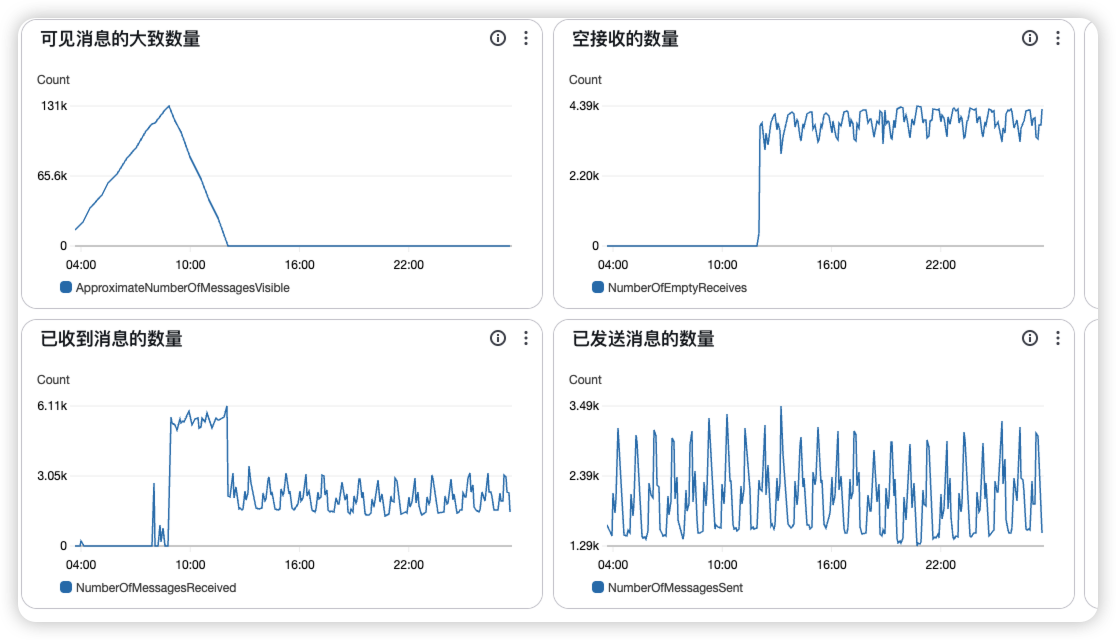 可见消息的大致数量
Count
131k
65.6k
0
04:00 10:00 16:00 22:00
ApproximateNumberOfMessagesVisible
空接收的数量
Count
4.39k
2.20k
0
04:00 10:00 16:00 22:00
NumberOfEmptyReceives
已收到消息的数量
Count
6.11k
3.05k
0
04:00 10:00 16:00 22:00
NumberOfMessagesReceived
已发送消息的数量
Count
3.49k
2.39k
1.29k
04:00 10:00 16:00 22:00
NumberOfMessagesSent